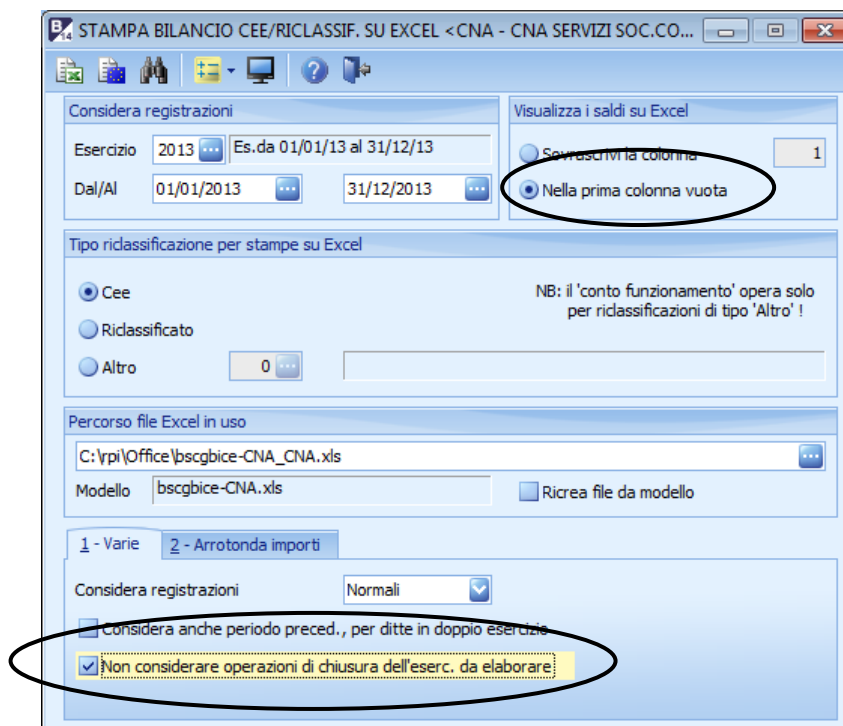 STAMPA BILANCIO CEE/RICLASSIF. SU EXCEL <CNA - CNA SERVIZI SOC.CO...
Considera registrazioni
Esercizio 2013 ... Es.da 01/01/13 al 31/12/13
Dal/Al 01/01/2013 ... 31/12/2013 ...
Visualizza i saldi su Excel
Sovrascrivi la colonna 1
Nella prima colonna vuota
Tipo riclassificazione per stampe su Excel
Cee
NB: il 'conto funzionamento' opera solo
per riclassificazioni di tipo 'Altro' !
Riclassificato
Altro 0 ...
Percorso file Excel in uso
C:\rpi\Office\bscgbice-CNA_CNA.xls ...
Modello bscgbice-CNA.xls Ricrea file da modello
1 - Varie 2 - Arrotonda importi
Considera registrazioni Normali
Considera anche periodo preced., per ditte in doppio esercizio
Non considerare operazioni di chiusura dell'eserc. da elaborare